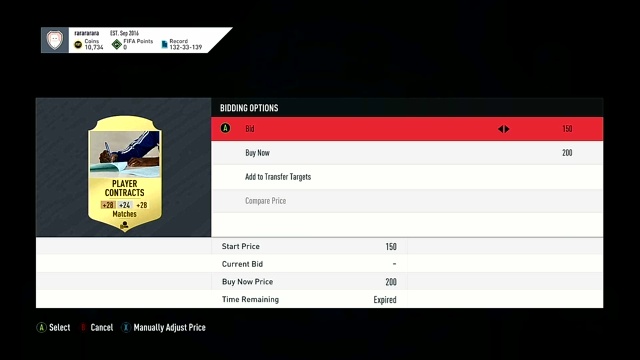 rarararara EST. Sep 2016
Coins FIFA Points Record
10,734 0 132-33-139
BIDDING OPTIONS
A Bid 150
Buy Now 200
Add to Transfer Targets
Compare Price
PLAYER
CONTRACTS
+28 +24 +28
Matches
Start Price 150
Current Bid -
Buy Now Price 200
Time Remaining Expired
A Select B Cancel X Manually Adjust Price